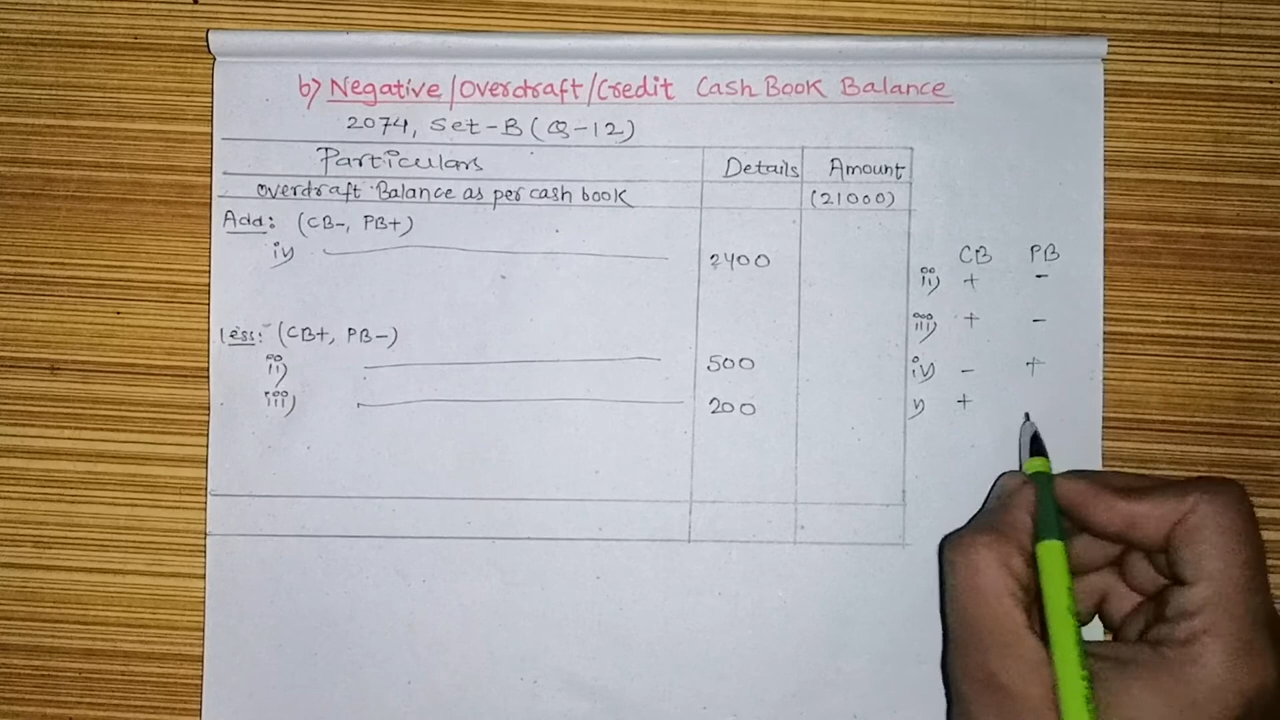 b) Negative/Overdraft/Credit Cash Book Balance
2074, Set-B (Q-12)
Particulars Details Amount
Overdraft Balance as per cash book (21000)
Add: (CB-, PB+)
iv) 2400
CB PB
ii) + -
iii) + -
Less: (CB+, PB-)
ii) 500
iv) - +
iii) 200
v) +